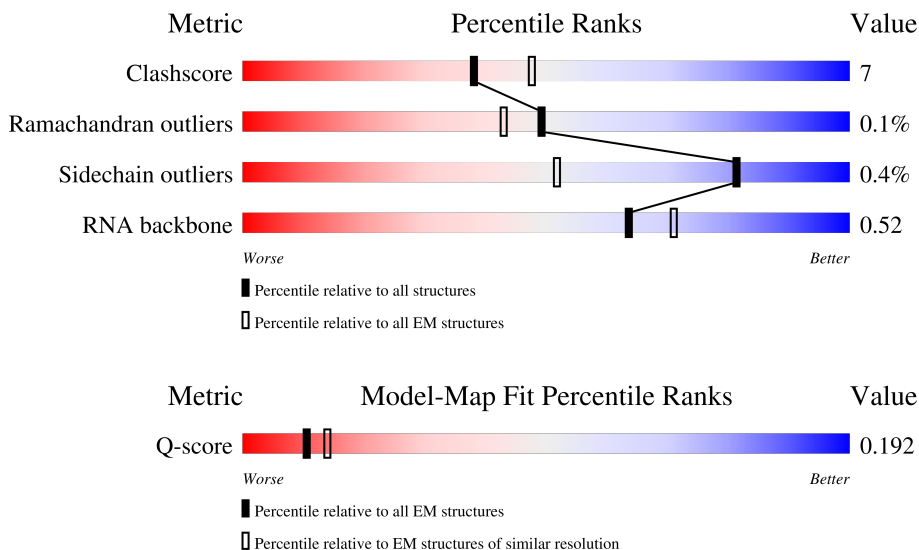 Metric Percentile Ranks Value
Clashscore 7
Ramachandran outliers 0.1%
Sidechain outliers 0.4%
RNA backbone 0.52
Worse Better
Percentile relative to all structures
Percentile relative to all EM structures
Metric Model-Map Fit Percentile Ranks Value
Q-score 0.192
Worse Better
Percentile relative to all EM structures
Percentile relative to EM structures of similar resolution